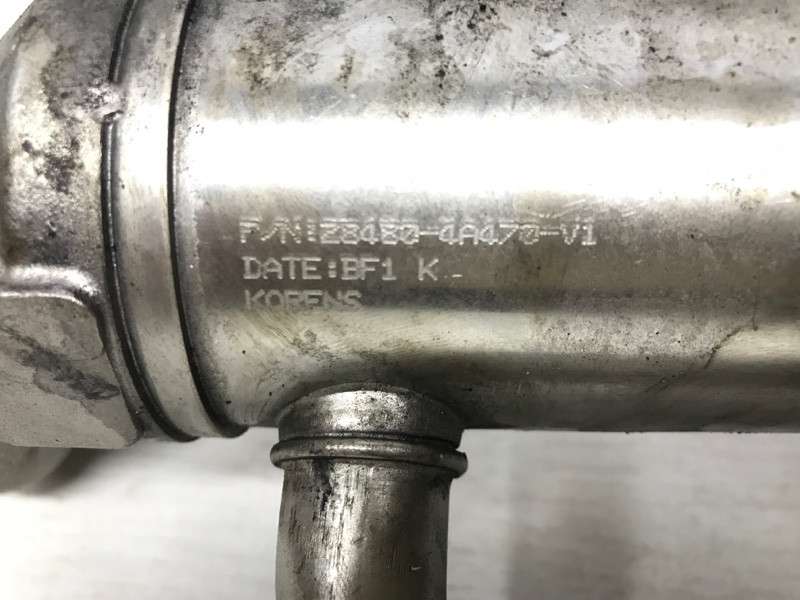 P/N:28480-4A470-V1
DATE:BF1 K
KORENS